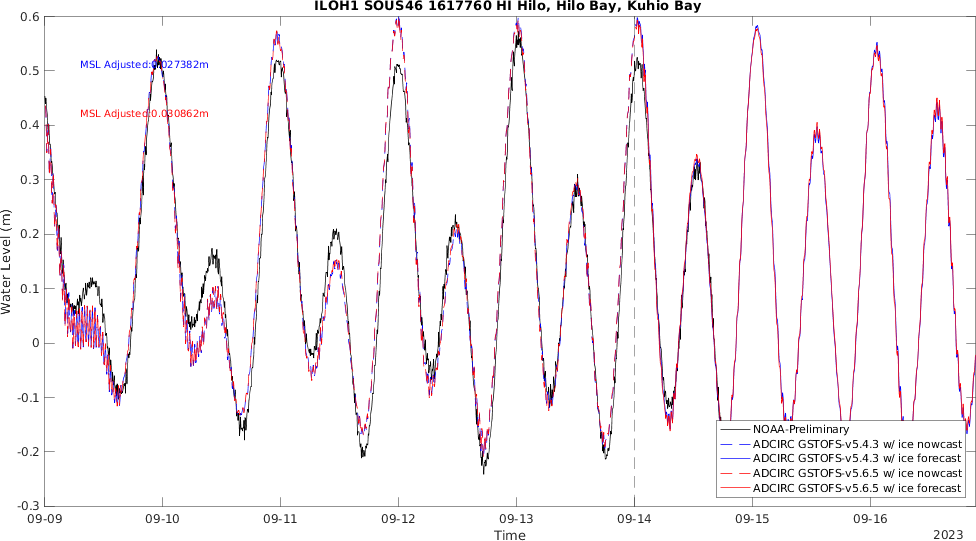 ILOH1 SOUS46 1617760 HI Hilo, Hilo Bay, Kuhio Bay
0.6
0.5
0.4
0.3
0.2
0.1
0
-0.1
-0.2
-0.3
Water Level (m)
MSL Adjusted:0.027382m
MSL Adjusted:0.030862m
NOAA-Preliminary
ADCIRC GSTOFS-v5.4.3 w/ ice nowcast
ADCIRC GSTOFS-v5.4.3 w/ ice forecast
ADCIRC GSTOFS-v5.6.5 w/ ice nowcast
ADCIRC GSTOFS-v5.6.5 w/ ice forecast
09-09 09-10 09-11 09-12 09-13 09-14 09-15 09-16
Time
2023